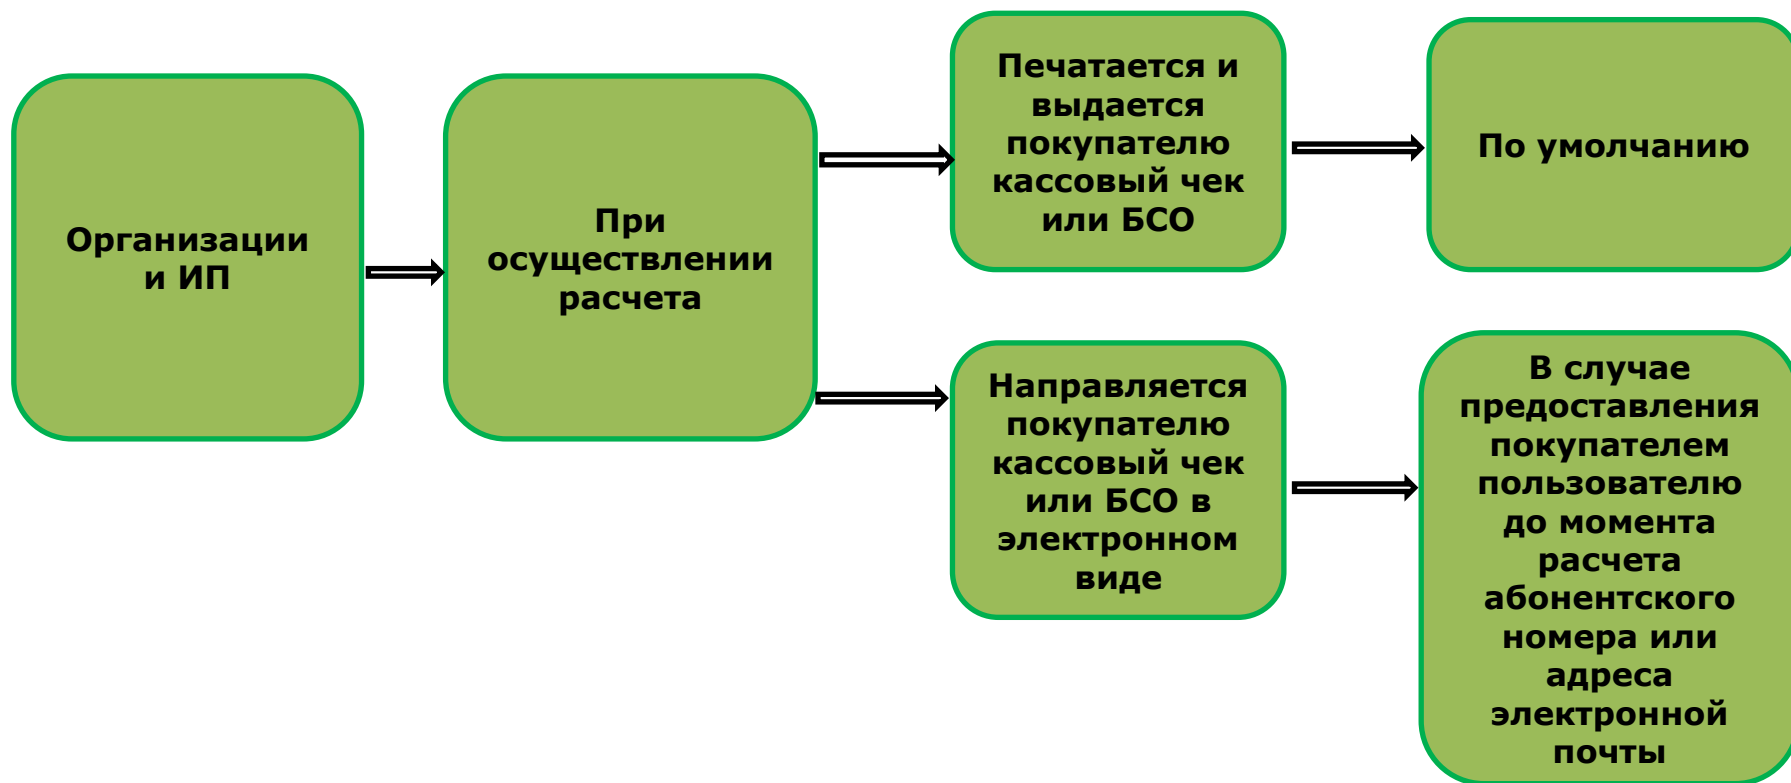 Организации
и ИП
При
осуществлении
расчета
Печатается и
выдается
покупателю
кассовый чек
или БСО
По умолчанию
Направляется
покупателю
кассовый чек
или БСО в
электронном
виде
В случае
предоставления
покупателем
пользователю
до момента
расчета
абонентского
номера или
адреса
электронной
почты